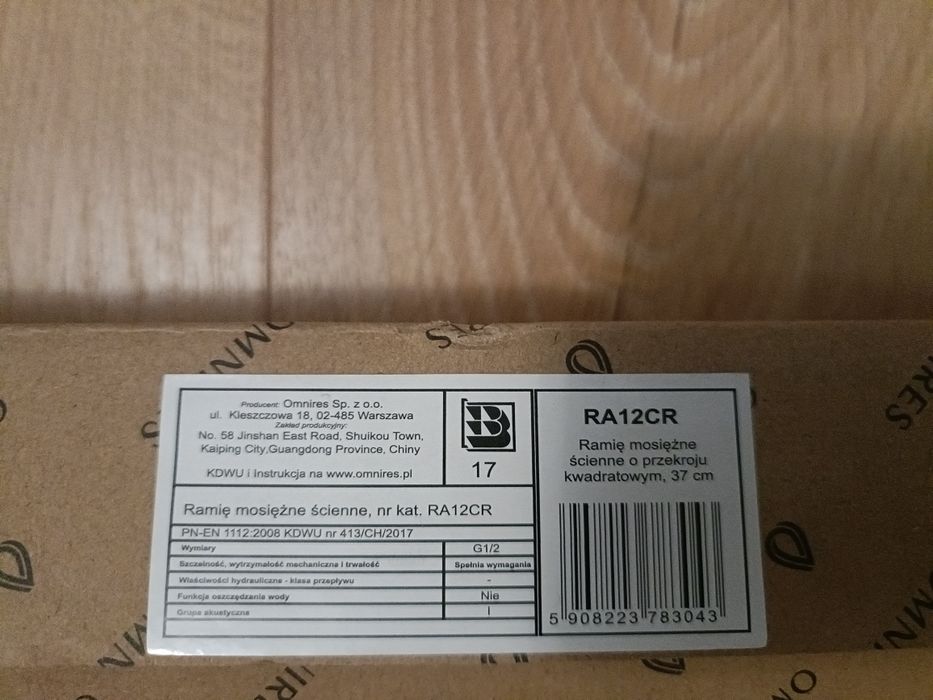 OMNIRES
Producent: Omnires Sp. z o.o.
ul. Kleszczowa 18, 02-485 Warszawa
Zakład produkcyjny:
No. 58 Jinshan East Road, Shuikou Town,
Kaiping City,Guangdong Province, Chiny
KDWU i Instrukcja na www.omnires.pl
B
17
Ramię mosiężne ścienne, nr kat. RA12CR
PN-EN 1112:2008 KDWU nr 413/CH/2017
Wymiary G1/2
Szczelność, wytrzymałość mechaniczna i trwałość Spełnia wymagania
Właściwości hydrauliczne - klasa przepływu -
Funkcja oszczędzania wody Nie
Grupa akustyczna I
RA12CR
Ramię mosiężne
ścienne o przekroju
kwadratowym, 37 cm
5 908223 783043